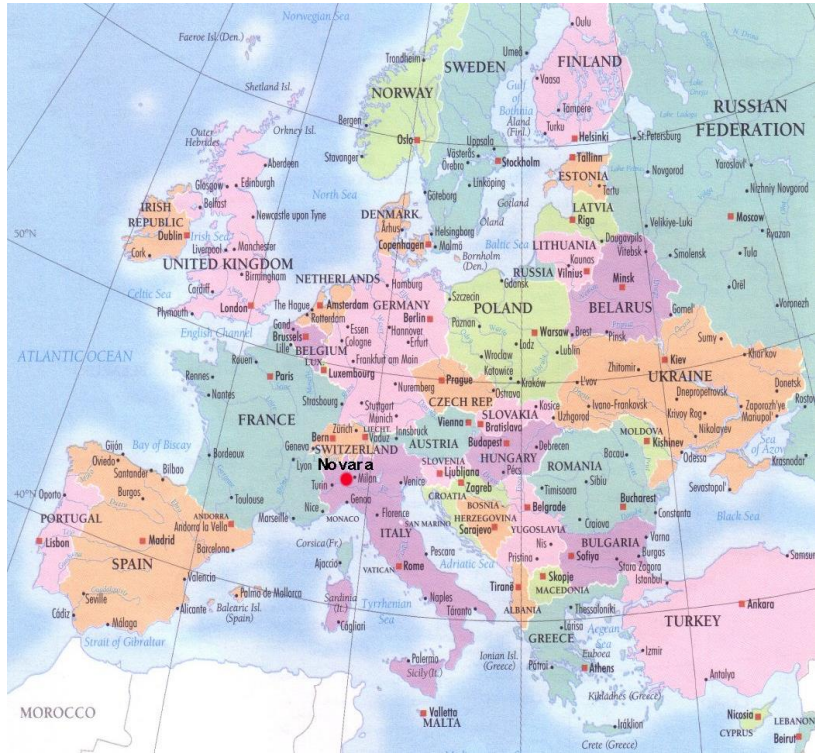 Norwegian Sea
Faeroe Isl.(Den.)
Trondheim
SWEDEN
Umeå
Oulu
FINLAND
Vaasa
Gulf
of
Bothnia
NORWAY
Shetland Isl.
RUSSIAN
FEDERATION
Tampere
Turku
Åland
(Finl.)
Helsinki
St.Petersburg
Bergen
Oslo
Uppsala
Västerås
Örebro
Stockholm
Tallinn
ESTONIA
Tartu
Novgorod
Yaroslavl'
Nizhniy Novgorod
Orkney Isl.
Outer
Hebrides
Stavanger
Aberdeen
Linköping
Göteborg
Gotland
LATVIA
Riga
Moscow
Ryazan
Velikiye-Luki
Glasgow
Edinburgh
North Sea
IRISH
REPUBLIC
Belfast
Newcastle upon Tyne
DENMARK
Århus
Öland
Helsingborg
Copenhagen
Malmö
Baltic Sea
LITHUANIA
Daugavpils
Vitebsk
Smolensk
Tula
50°N
Dublin
Irish Sea
Liverpool
Manchester
Cork
UNITED KINGDOM
Birmingham
Bornholm
(Den.)
Kaunas
RUSSIA
Vilnius
Minsk
Orël
Voronezh
NETHERLANDS
Hamburg
Gdansk
Celtic Sea
Cardiff
The Hague
Amsterdam
Rotterdam
GERMANY
Szczecin
POLAND
BELARUS
Gomel'
Plymouth
London
Berlin
Poznan
English Channel
Gand
Brussels
Lille
BELGIUM
Essen
Cologne
Hannover
Erfurt
Warsaw
Lodz
Brest
Pinsk
Sumy
ATLANTIC OCEAN
LUX.
Luxembourg
Frankfurt am Main
Wroclaw
Lublin
Kiev
Khar'kov
Rouen
Rennes
Paris
Nuremberg
Prague
Katowice
Kraków
Zhitomir
UKRAINE
Nantes
Strasbourg
CZECH REP.
Ostrava
L'vov
Dnepropetrovsk
Donetsk
FRANCE
Stuttgart
Munich
SLOVAKIA
Kosice
Uzhgorod
Ivano-Frankovsk
Krivoy Rog
Zaporozh'ye
Mariupol'
Rostov
Zürich
Bern
LIECHT.
Vaduz
Innsbruck
Vienna
Bratislava
Budapest
MOLDOVA
Kishinev
Nikolayev
Bay of Biscay
Geneva
SWITZERLAND
AUSTRIA
HUNGARY
Debrecen
Odessa
Sea
of Azov
Gijón
Bordeaux
Lyon
Novara
SLOVENIA
Ljubljana
Pécs
ROMANIA
Bacau
Krasnodar
Oviedo
Santander
Bilbao
Turin
Milan
Venice
Zagreb
CROATIA
Timisoara
Sibiu
Sevastopol'
40°N
Oporto
Burgos
Toulouse
Genoa
BOSNIA
Belgrade
Bucharest
Constanta
PORTUGAL
ANDORRA
Andorra la Vella
Marseille
Nice
MONACO
Florence
SAN MARINO
HERZEGOVINA
Sarajevo
YUGOSLAVIA
Craiova
Black Sea
Lisbon
Madrid
Barcelona
Corsica(Fr.)
ITALY
Nis
BULGARIA
Varna
Burgas
SPAIN
Ajaccio
Pescara
Adriatic Sea
Pristina
Sofiya
Stara Zagora
Istanbul
Samsun
VATICAN
Rome
Skopje
MACEDONIA
Valencia
Seville
Palma de Mallorca
Sardinia
(It.)
Tyrrhenian
Sea
Naples
Táranto
Tiranë
ALBANIA
Thessaloniki
Ankara
Cádiz
Alicante
Balearic Isl.
(Spain)
Cágliari
Lárisa
GREECE
Aegean
Sea
TURKEY
Málaga
Strait of Gibraltar
Palermo
Sicily(It.)
Ionian Isl.
(Greece)
Euboea
Izmir
Pátrai
Athens
Antalya
Kikládhes (Greece)
MOROCCO
Valletta
MALTA
Iráklion
Crete (Greece)
Nicosia
CYPRUS
LEBANON
Beirut